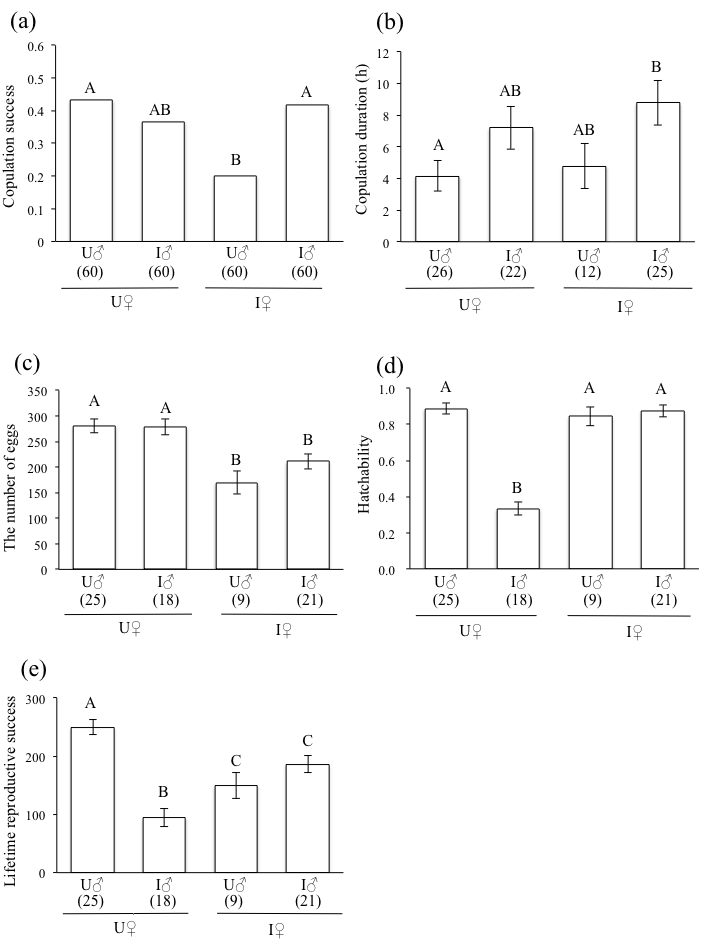 (a)
Copulation success
0.6
0.5
0.4
0.3
0.2
0.1
0
A
AB
B
A
U♂ I♂ U♂ I♂
(60) (60) (60) (60)
U♀ I♀
(b)
Copulation duration (h)
12
10
8
6
4
2
0
A
AB
AB
B
U♂ I♂ U♂ I♂
(26) (22) (12) (25)
U♀ I♀
(c)
The number of eggs
350
300
250
200
150
100
50
0
A
A
B
B
U♂ I♂ U♂ I♂
(25) (18) (9) (21)
U♀ I♀
(d)
Hatchability
1.0
0.8
0.6
0.4
0.2
0.0
A
B
A
A
U♂ I♂ U♂ I♂
(25) (18) (9) (21)
U♀ I♀
(e)
Lifetime reproductive success
300
200
100
0
A
B
C
C
U♂ I♂ U♂ I♂
(25) (18) (9) (21)
U♀ I♀